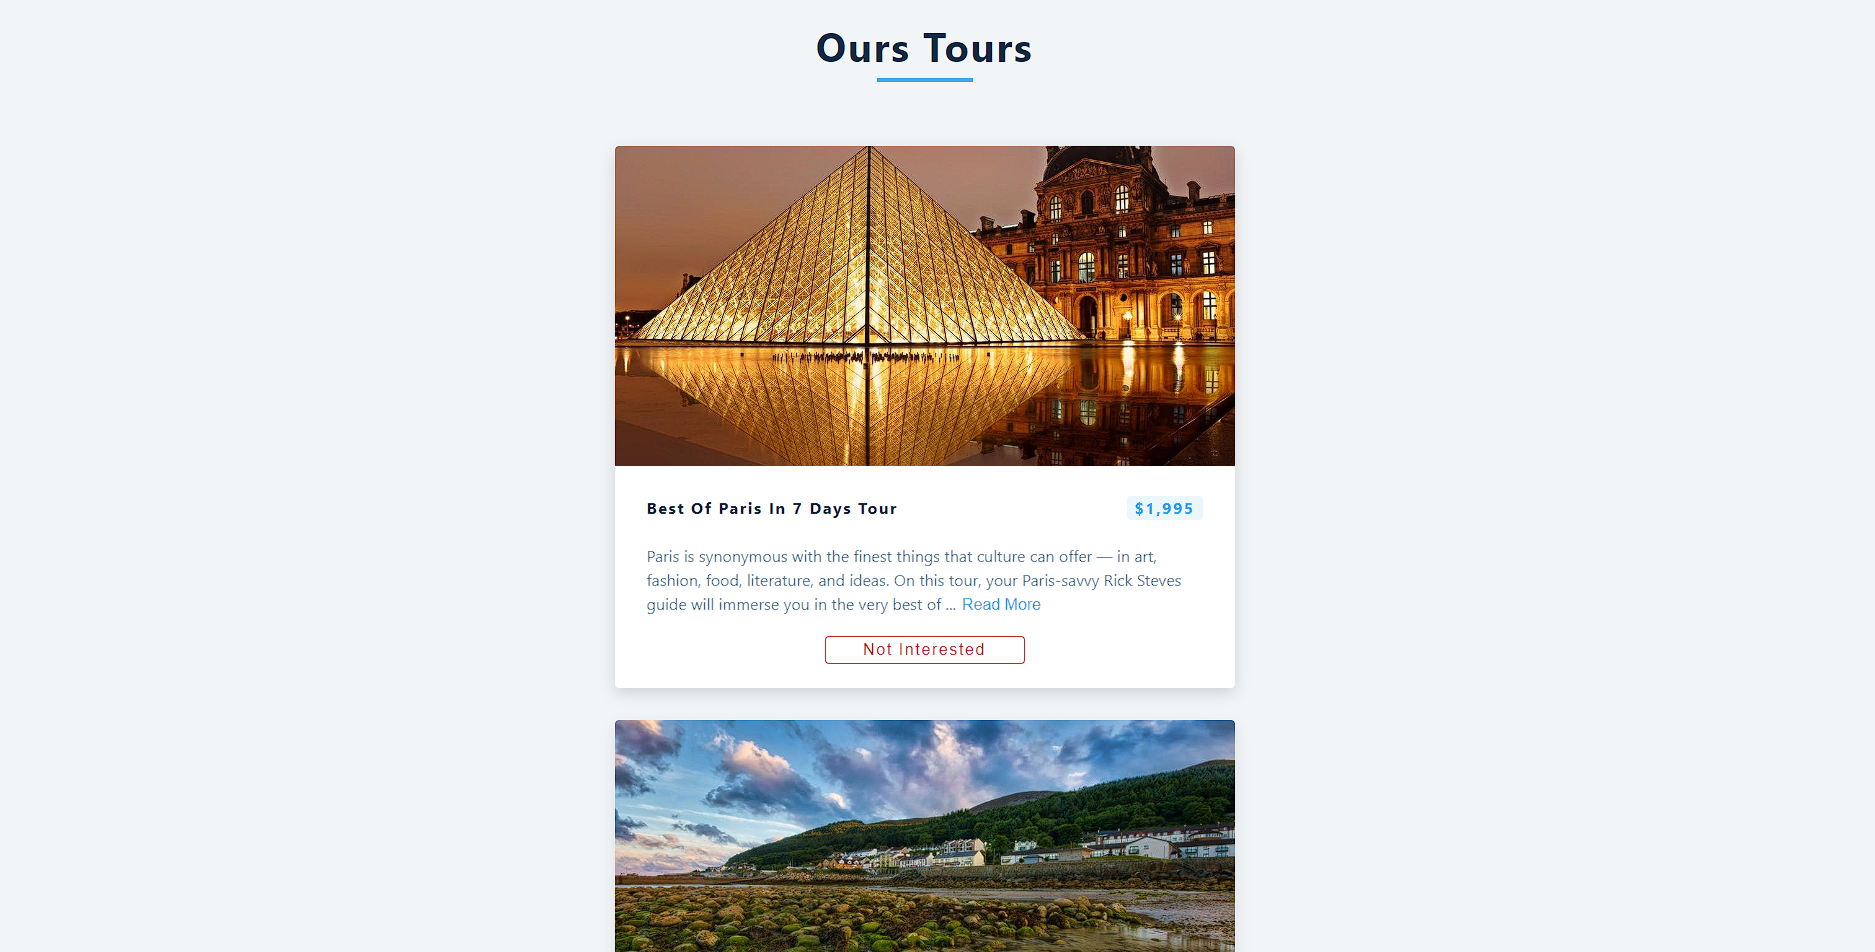 Ours Tours
Best Of Paris In 7 Days Tour
$1,995
Paris is synonymous with the finest things that culture can offer — in art,
fashion, food, literature, and ideas. On this tour, your Paris-savvy Rick Steves
guide will immerse you in the very best of ... Read More
Not Interested